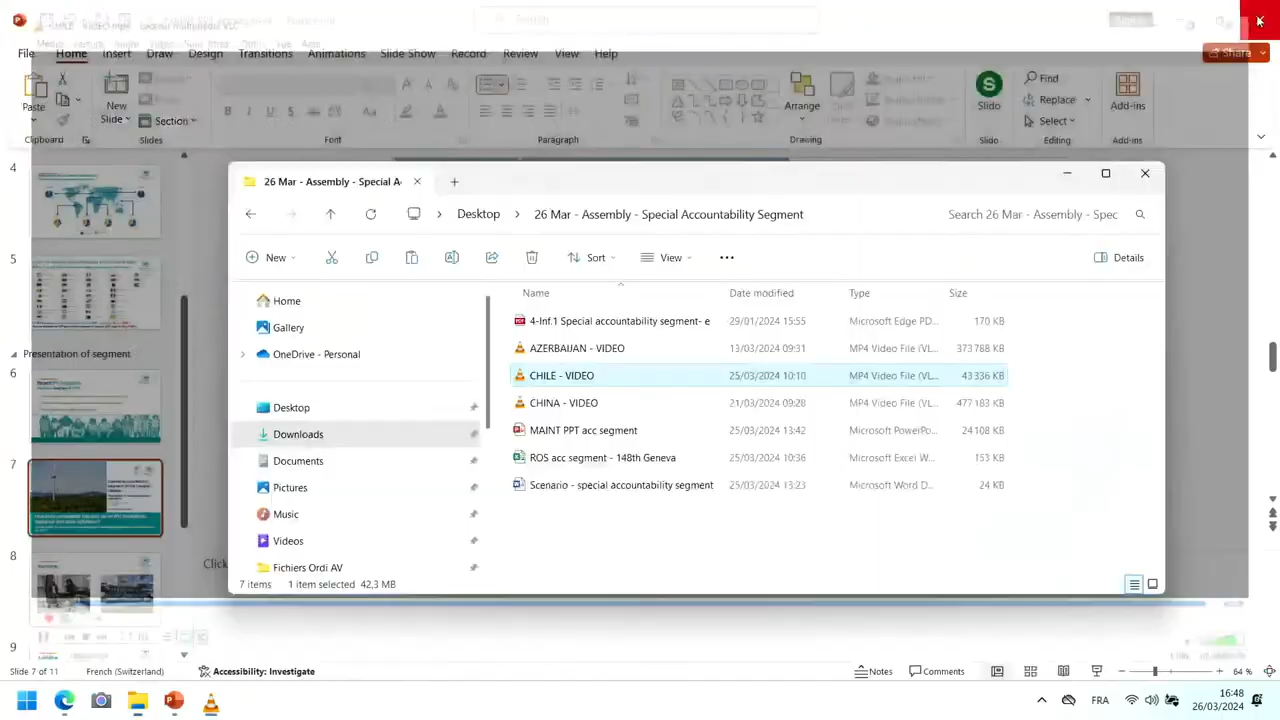 Search
File Home Insert Draw Design Transitions Animations Slide Show Record Review View Help
Share
Paste
New
Slide
Section
Arrange
Slido
Find
Replace
Select
Add-ins
Clipboard
Slides
Font
Paragraph
Drawing
Slido
Editing
Add-ins
4
5
Presentation of segment
6
7
8
9
26 Mar - Assembly - Special A
Desktop
26 Mar - Assembly - Special Accountability Segment
Search 26 Mar - Assembly - Spec
New
Sort
View
Details
Home
Gallery
OneDrive - Personal
Desktop
Downloads
Documents
Pictures
Music
Videos
Fichiers Ordi AV
Name Date modified Type Size
4-Inf.1 Special accountability segment- e 29/01/2024 15:55 Microsoft Edge PD... 170 KB
AZERBAIJAN - VIDEO 13/03/2024 09:31 MP4 Video File (VL... 373 788 KB
CHILE - VIDEO 25/03/2024 10:10 MP4 Video File (VL... 43 336 KB
CHINA - VIDEO 21/03/2024 09:28 MP4 Video File (VL... 477 183 KB
MAINT PPT acc segment 25/03/2024 13:42 Microsoft PowerPo... 24 108 KB
ROS acc segment - 148th Geneva 25/03/2024 10:36 Microsoft Excel W... 153 KB
Scenario - special accountability segment 25/03/2024 13:23 Microsoft Word D... 24 KB
7 items 1 item selected 42,3 MB
Click
Slide 7 of 11 French (Switzerland) Accessibility: Investigate
Notes Comments 64 %
FRA
16:48
26/03/2024